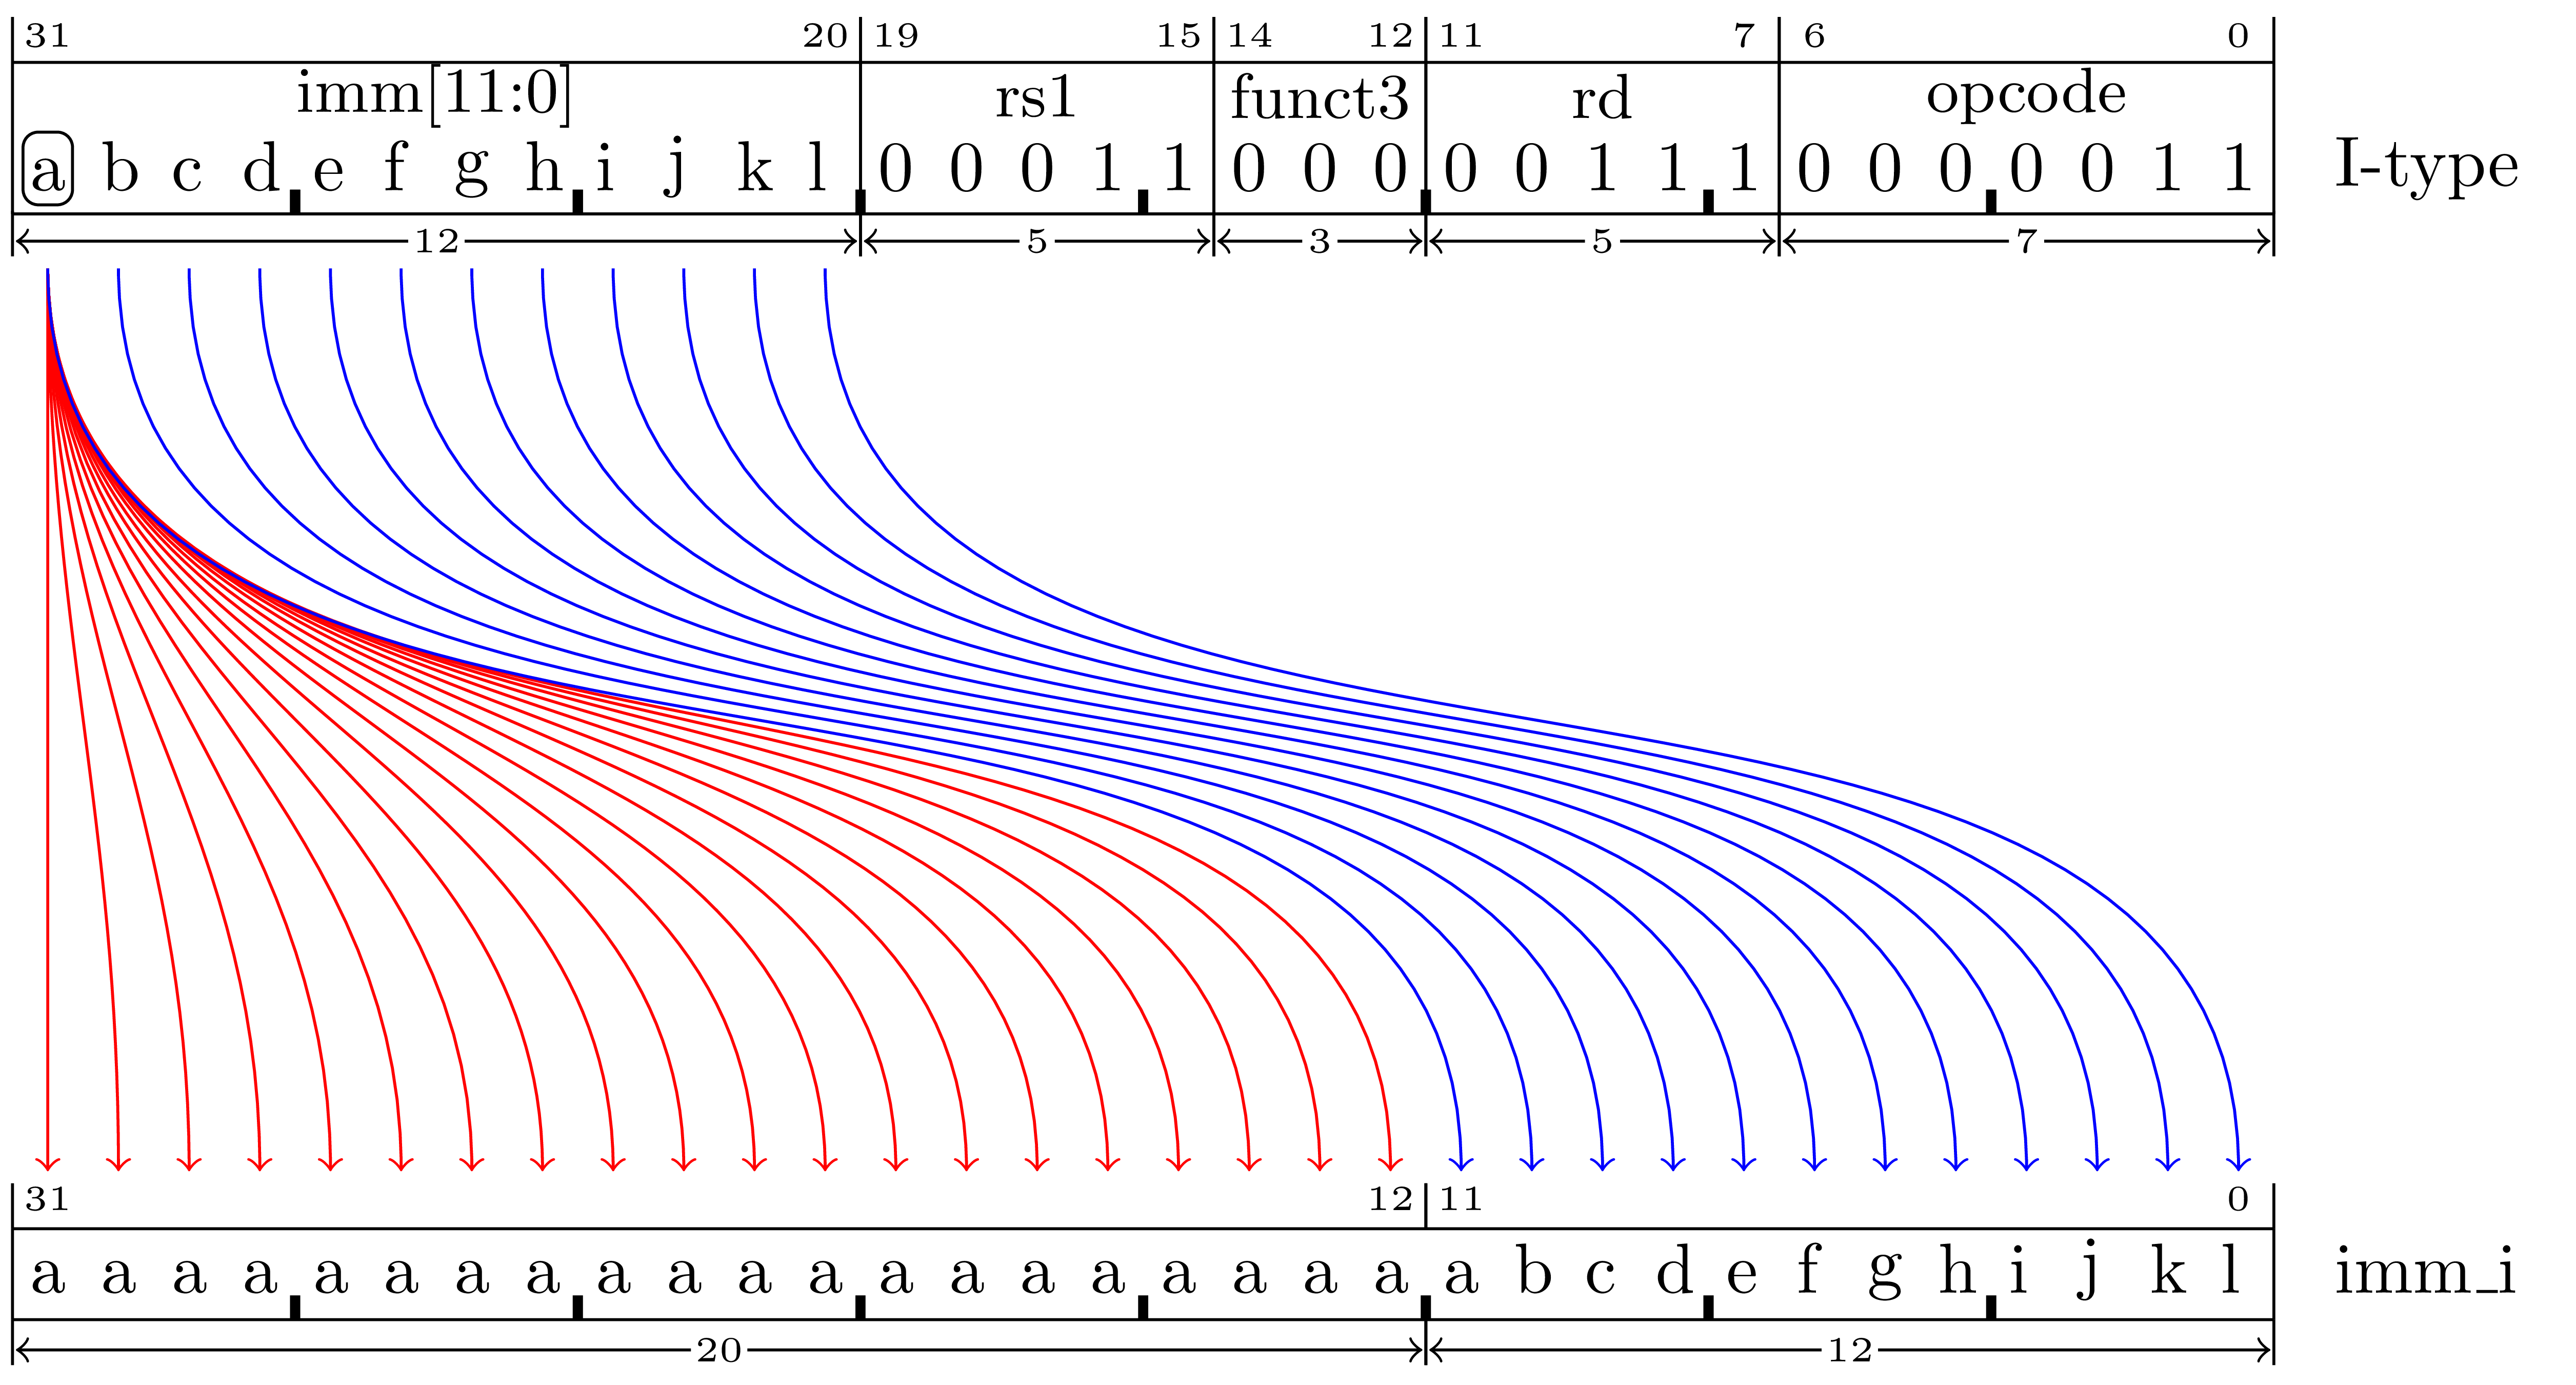 31 20 19 15 14 12 11 7 6 0
imm[11:0] rs1 funct3 rd opcode
a b c d e f g h i j k l 0 0 0 1 1 0 0 0 0 0 1 1 1 0 0 0 0 0 1 1 I-type
12 5 3 5 7
31 12 11 0
a a a a a a a a a a a a a a a a a a a a a b c d e f g h i j k l imm_i
20 12